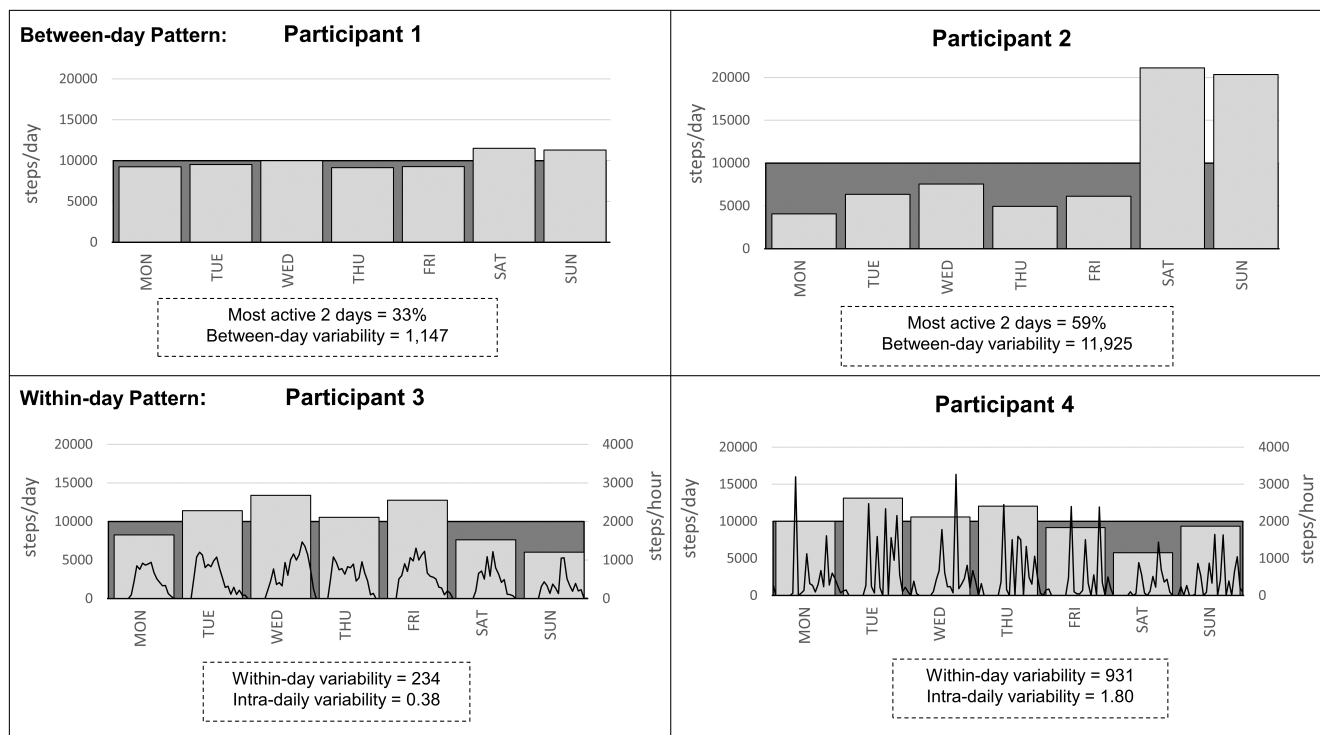 Between-day Pattern: Participant 1
20000
15000
10000
5000
0
steps/day
MON TUE WED THU FRI SAT SUN
Most active 2 days = 33%
Between-day variability = 1,147
Participant 2
20000
15000
10000
5000
0
steps/day
MON TUE WED THU FRI SAT SUN
Most active 2 days = 59%
Between-day variability = 11,925
Within-day Pattern: Participant 3
20000 4000
15000 3000
10000 2000
5000 1000
0 0
steps/day steps/hour
MON TUE WED THU FRI SAT SUN
Within-day variability = 234
Intra-daily variability = 0.38
Participant 4
20000 4000
15000 3000
10000 2000
5000 1000
0 0
steps/day steps/hour
MON TUE WED THU FRI SAT SUN
Within-day variability = 931
Intra-daily variability = 1.80